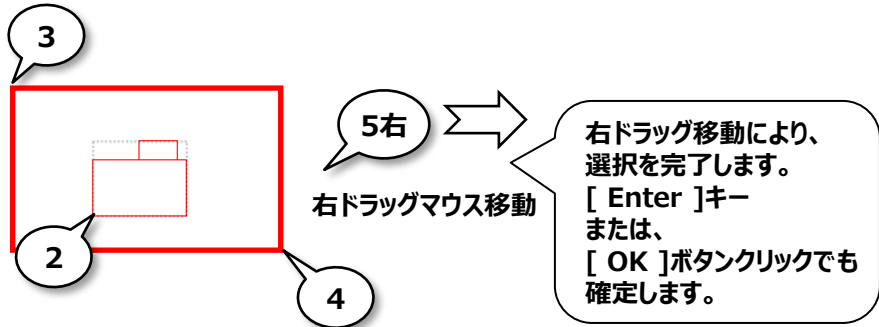 3
5右
右ドラッグマウス移動
2
4
右ドラッグ移動により、
選択を完了します。
[ Enter ]キー
または、
[ OK ]ボタンクリックでも
確定します。